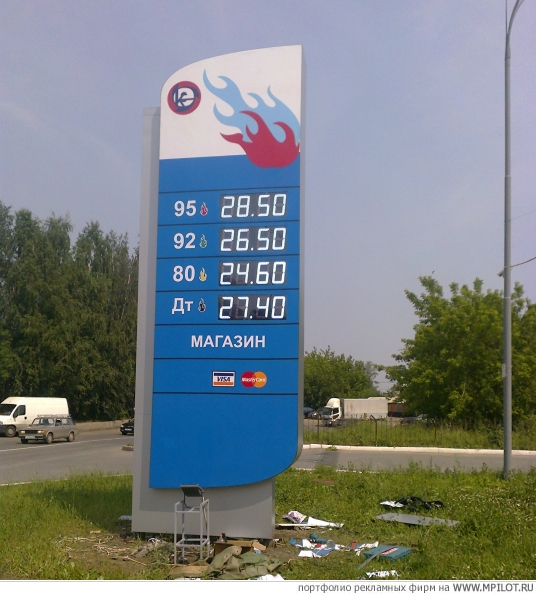 95 28.50
92 26.50
80 24.60
Дт 27.40
МАГАЗИН
VISA MasterCard
портфолио рекламных фирм на WWW.MPILOT.RU